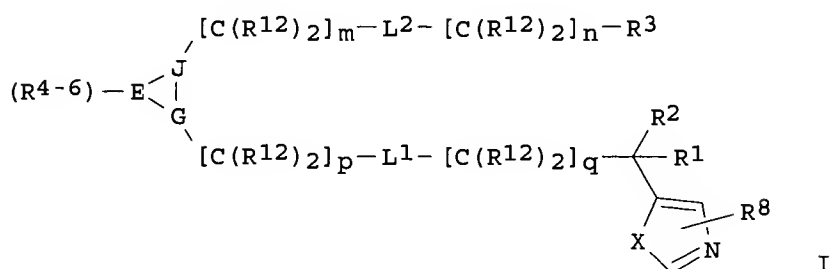 [C(R12)2]m—L2—[C(R12)2]n—R3
J
(R4-6)—E
G
[C(R12)2]p—L1—[C(R12)2]q
R2
R1
R8
X
N
I